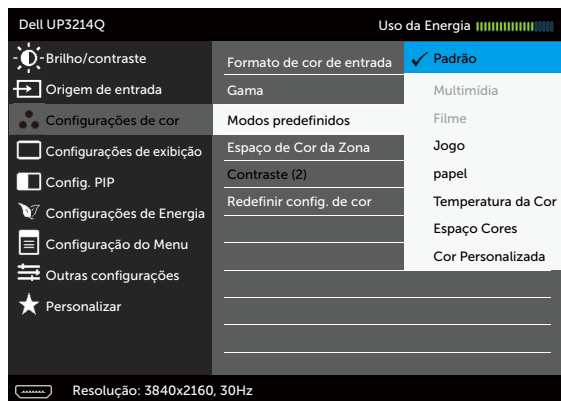 Dell UP3214Q Uso da Energia
Brilho/contraste
Origem de entrada
Configurações de cor
Configurações de exibição
Config. PIP
Configurações de Energia
Configuração do Menu
Outras configurações
Personalizar
Formato de cor de entrada
Gama
Modos predefinidos
Espaço de Cor da Zona
Contraste (2)
Redefinir config. de cor
Padrão
Multimídia
Filme
Jogo
papel
Temperatura da Cor
Espaço Cores
Cor Personalizada
Resolução: 3840x2160, 30Hz